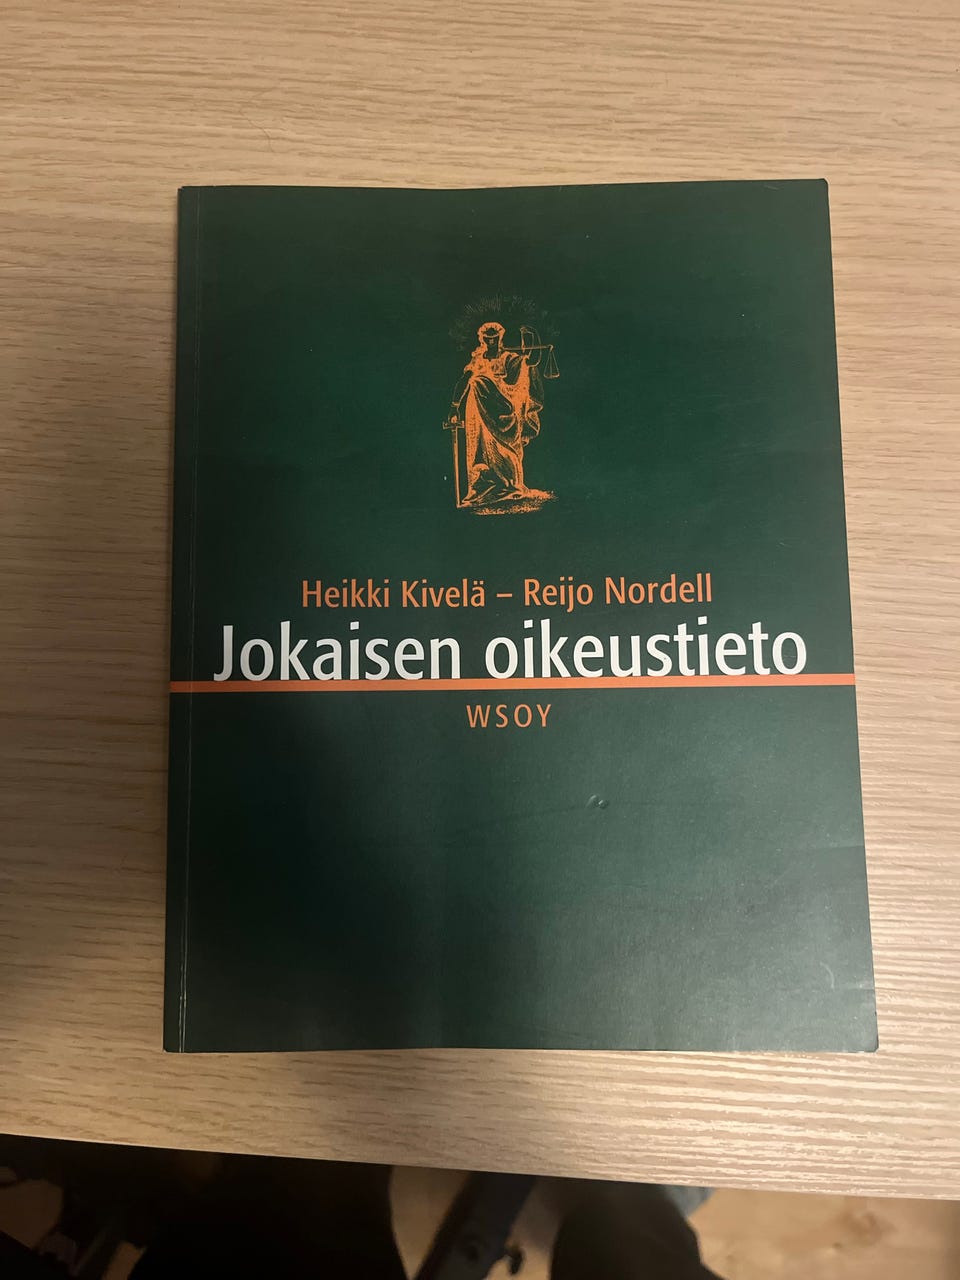 Heikki Kivelä – Reijo Nordell
Jokaisen oikeustieto
WSOY